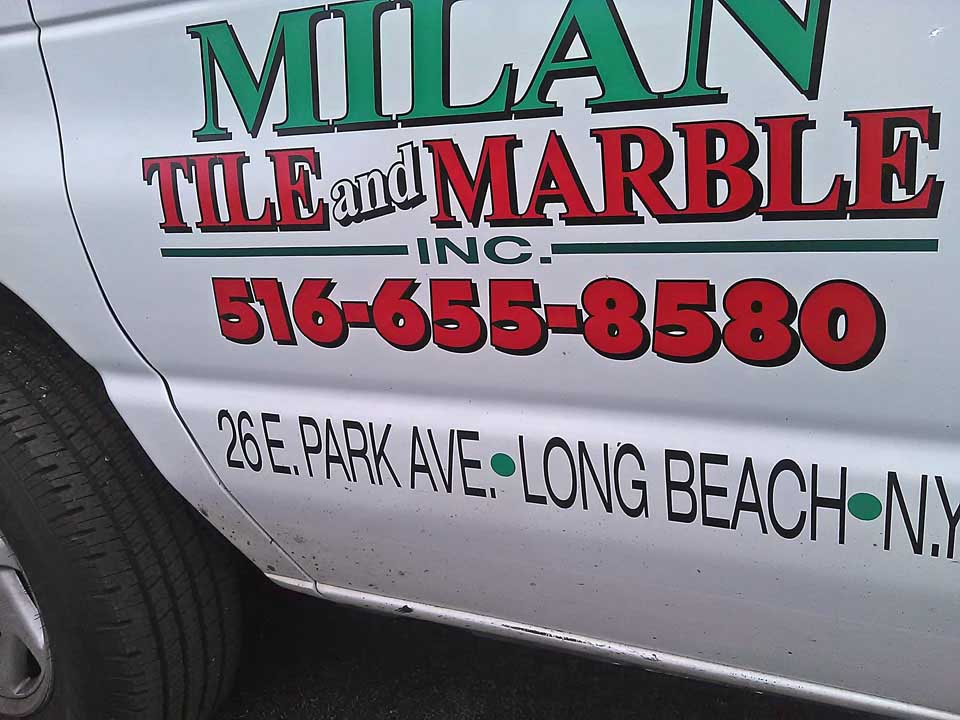 MILAN
TILE and MARBLE
INC.
516-655-8580
26 E. PARK AVE. • LONG BEACH • N.Y